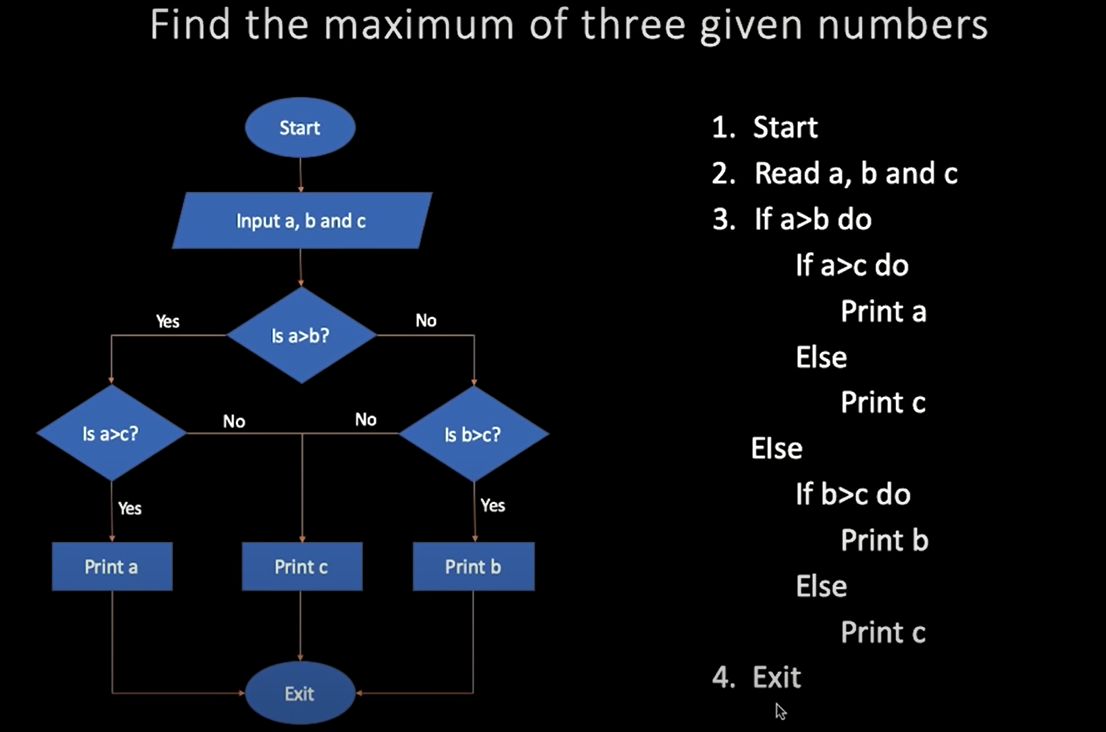 Find the maximum of three given numbers
Start
Input a, b and c
Is a>b?
Yes
No
Is a>c?
No
No
Is b>c?
Yes
Yes
Print a
Print c
Print b
Exit
1. Start
2. Read a, b and c
3. If a>b do
If a>c do
Print a
Else
Print c
Else
If b>c do
Print b
Else
Print c
4. Exit